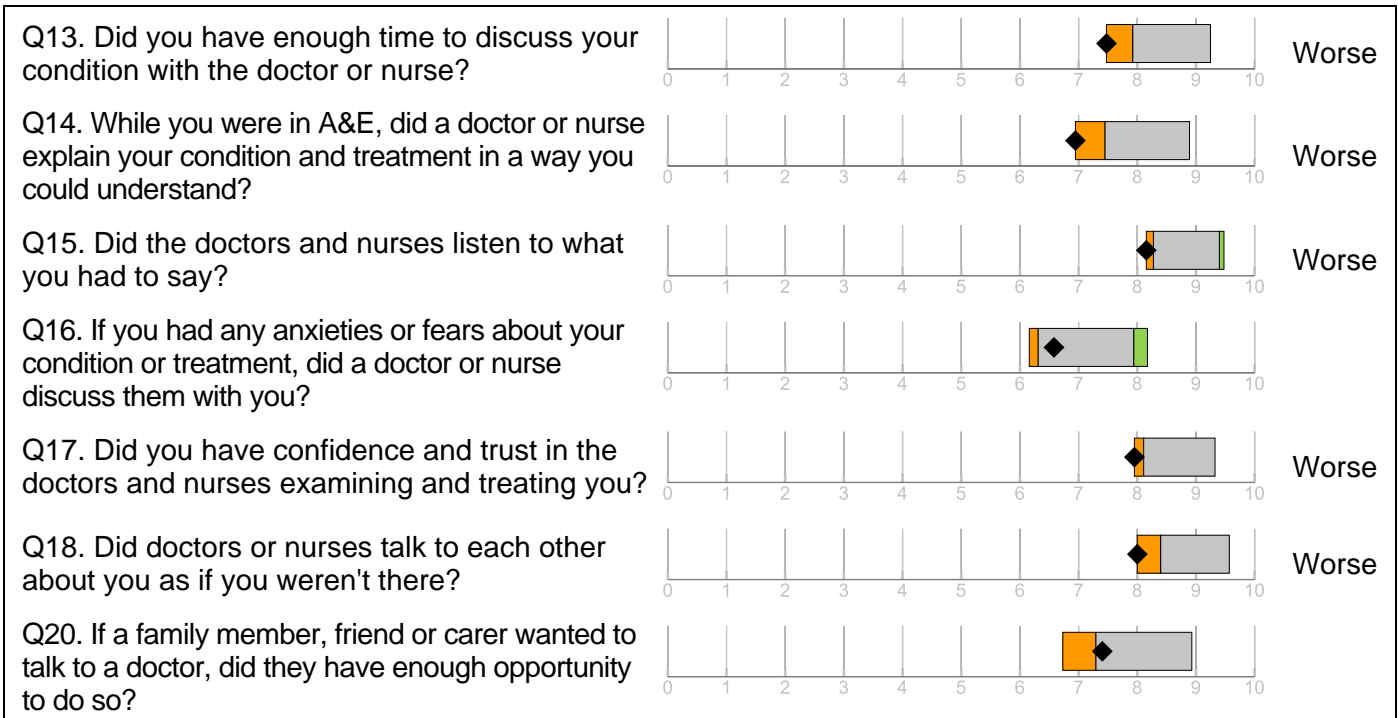 Q13. Did you have enough time to discuss your
condition with the doctor or nurse?
0 1 2 3 4 5 6 7 8 9 10
Worse
Q14. While you were in A&E, did a doctor or nurse
explain your condition and treatment in a way you
could understand?
0 1 2 3 4 5 6 7 8 9 10
Worse
Q15. Did the doctors and nurses listen to what
you had to say?
0 1 2 3 4 5 6 7 8 9 10
Worse
Q16. If you had any anxieties or fears about your
condition or treatment, did a doctor or nurse
discuss them with you?
0 1 2 3 4 5 6 7 8 9 10
Q17. Did you have confidence and trust in the
doctors and nurses examining and treating you?
0 1 2 3 4 5 6 7 8 9 10
Worse
Q18. Did doctors or nurses talk to each other
about you as if you weren't there?
0 1 2 3 4 5 6 7 8 9 10
Worse
Q20. If a family member, friend or carer wanted to
talk to a doctor, did they have enough opportunity
to do so?
0 1 2 3 4 5 6 7 8 9 10